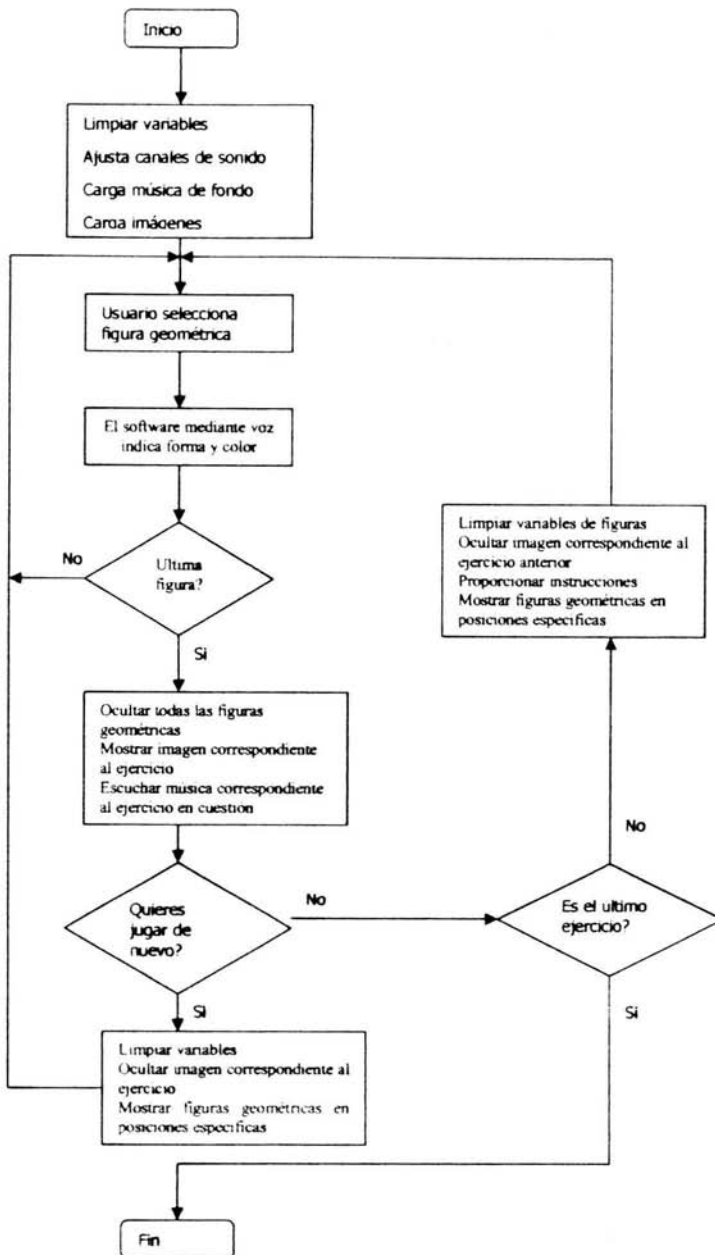 Inicio
Limpiar variables
Ajusta canales de sonido
Carga música de fondo
Carga imágenes
Usuario selecciona
figura geométrica
El software mediante voz
indica forma y color
No
Ultima
figura?
Si
Ocultar todas las figuras
geométricas
Mostrar imagen correspondiente
al ejercicio
Escuchar música correspondiente
al ejercicio en cuestión
Quieres
jugar de
nuevo?
No
Si
Limpiar variables
Ocultar imagen correspondiente al
ejercicio
Mostrar figuras geométricas en
posiciones especificas
Limpiar variables de figuras
Ocultar imagen correspondiente al
ejercicio anterior
Proporcionar instrucciones
Mostrar figuras geométricas en
posiciones especificas
No
Es el ultimo
ejercicio?
Si
Fin